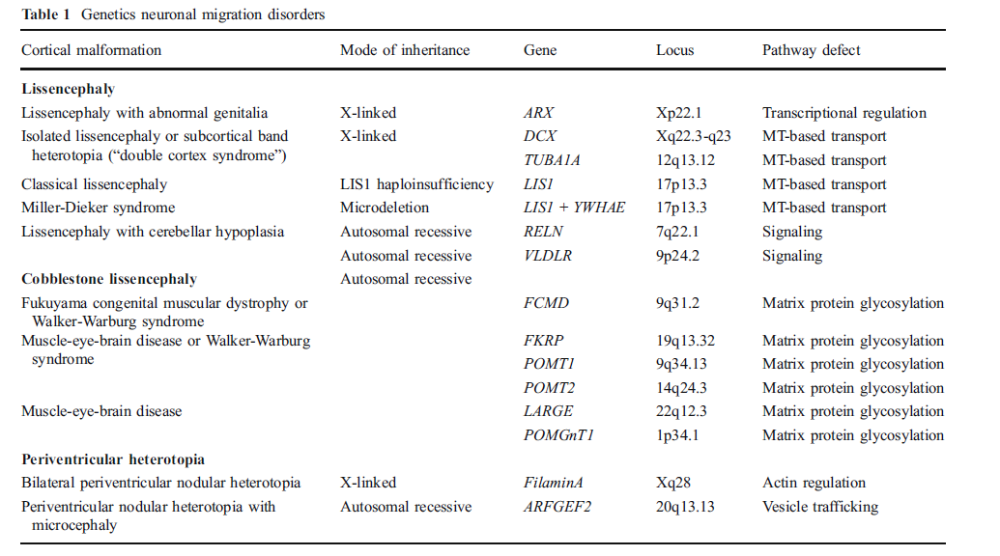 Table 1 Genetics neuronal migration disorders
Cortical malformation Mode of inheritance Gene Locus Pathway defect
Lissencephaly
Lissencephaly with abnormal genitalia X-linked ARX Xp22.1 Transcriptional regulation
Isolated lissencephaly or subcortical band X-linked DCX Xq22.3-q23 MT-based transport
heterotopia (“double cortex syndrome”) TUBA1A 12q13.12 MT-based transport
Classical lissencephaly LIS1 haploinsufficiency LIS1 17p13.3 MT-based transport
Miller-Dieker syndrome Microdeletion LIS1 + YWHAE 17p13.3 MT-based transport
Lissencephaly with cerebellar hypoplasia Autosomal recessive RELN 7q22.1 Signaling
Autosomal recessive VLDLR 9p24.2 Signaling
Cobblestone lissencephaly Autosomal recessive
Fukuyama congenital muscular dystrophy or FCMD 9q31.2 Matrix protein glycosylation
Walker-Warburg syndrome
Muscle-eye-brain disease or Walker-Warburg FKRP 19q13.32 Matrix protein glycosylation
syndrome POMT1 9q34.13 Matrix protein glycosylation
POMT2 14q24.3 Matrix protein glycosylation
Muscle-eye-brain disease LARGE 22q12.3 Matrix protein glycosylation
POMGnT1 1p34.1 Matrix protein glycosylation
Periventricular heterotopia
Bilateral periventricular nodular heterotopia X-linked FilaminA Xq28 Actin regulation
Periventricular nodular heterotopia with Autosomal recessive ARFGEF2 20q13.13 Vesicle trafficking
microcephaly